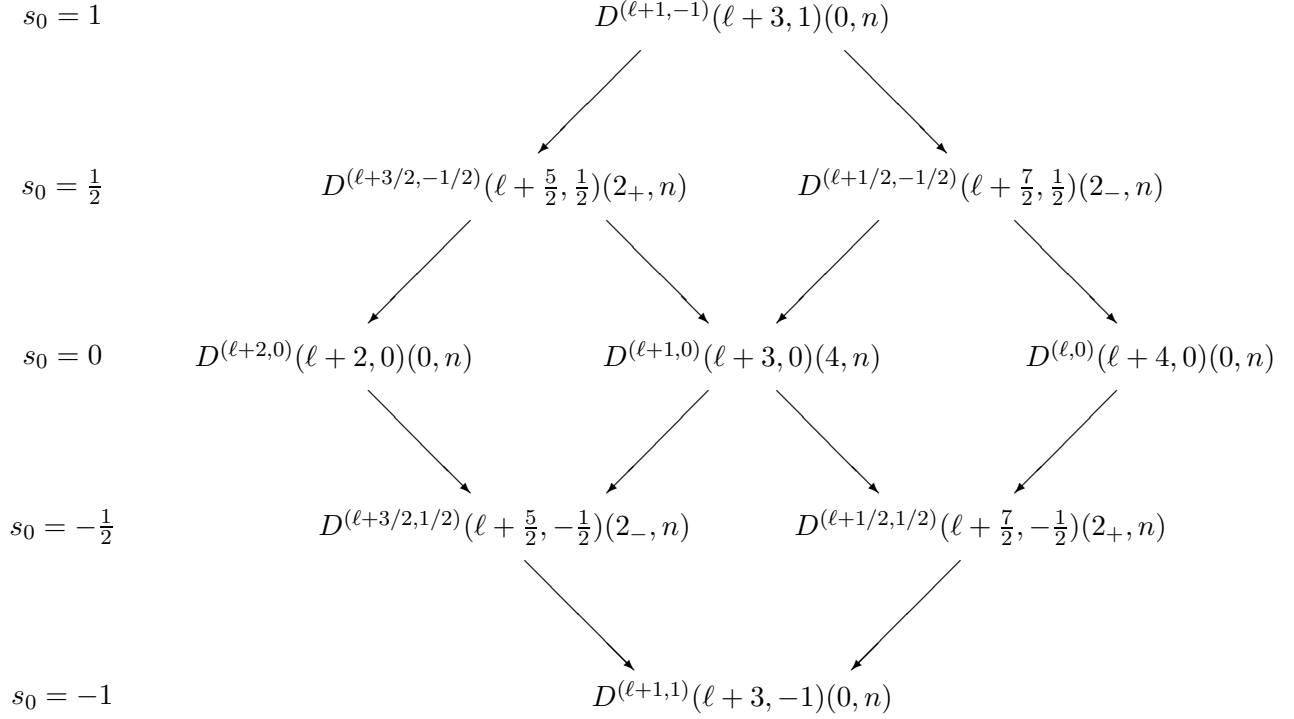 $s_0 = 1$ $D^{(\ell+1,-1)}(\ell+3,1)(0,n)$
$s_0 = \frac{1}{2}$ $D^{(\ell+3/2,-1/2)}(\ell+\frac{5}{2},\frac{1}{2})(2_+,n)$ $D^{(\ell+1/2,-1/2)}(\ell+\frac{7}{2},\frac{1}{2})(2_-,n)$
$s_0 = 0$ $D^{(\ell+2,0)}(\ell+2,0)(0,n)$ $D^{(\ell+1,0)}(\ell+3,0)(4,n)$ $D^{(\ell,0)}(\ell+4,0)(0,n)$
$s_0 = -\frac{1}{2}$ $D^{(\ell+3/2,1/2)}(\ell+\frac{5}{2},-\frac{1}{2})(2_-,n)$ $D^{(\ell+1/2,1/2)}(\ell+\frac{7}{2},-\frac{1}{2})(2_+,n)$
$s_0 = -1$ $D^{(\ell+1,1)}(\ell+3,-1)(0,n)$